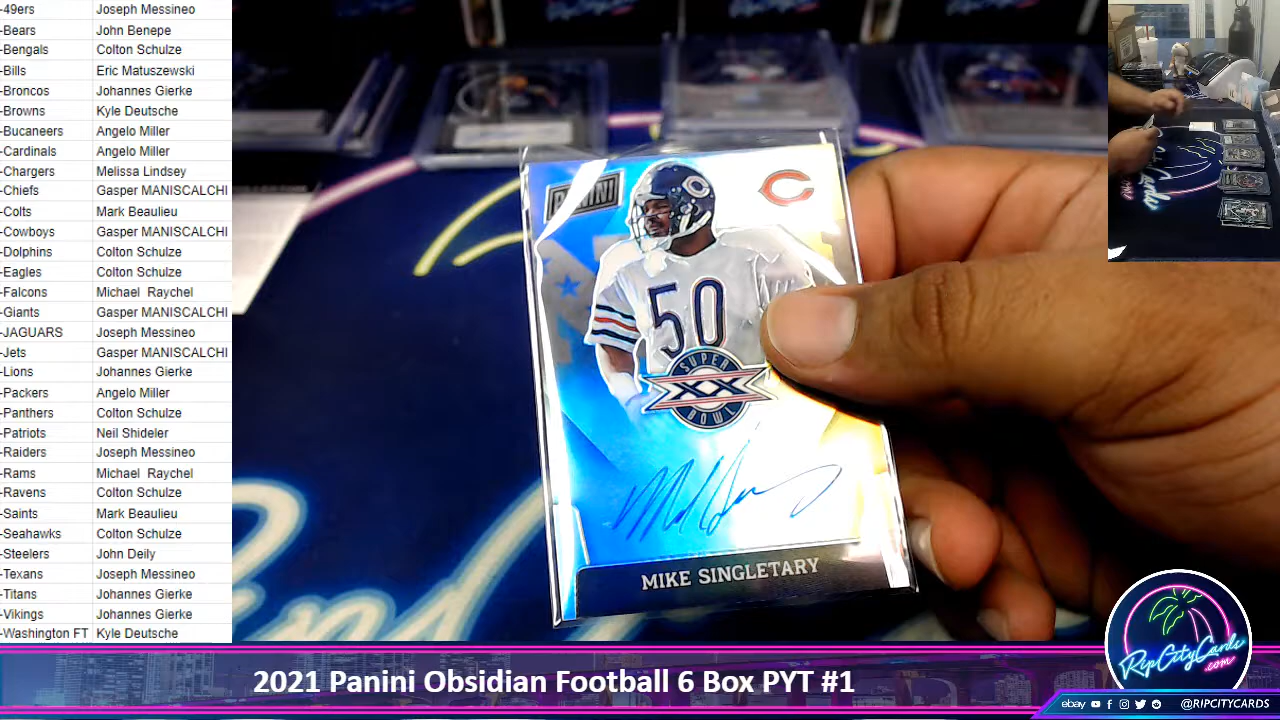 -49ers Joseph Messineo
-Bears John Benepe
-Bengals Colton Schulze
-Bills Eric Matuszewski
-Broncos Johannes Gierke
-Browns Kyle Deutsche
-Bucaneers Angelo Miller
-Cardinals Angelo Miller
-Chargers Melissa Lindsey
-Chiefs Gasper MANISCALCHI
-Colts Mark Beaulieu
-Cowboys Gasper MANISCALCHI
-Dolphins Colton Schulze
-Eagles Colton Schulze
-Falcons Michael Raychel
-Giants Gasper MANISCALCHI
-JAGUARS Joseph Messineo
-Jets Gasper MANISCALCHI
-Lions Johannes Gierke
-Packers Angelo Miller
-Panthers Colton Schulze
-Patriots Neil Shideler
-Raiders Joseph Messineo
-Rams Michael Raychel
-Ravens Colton Schulze
-Saints Mark Beaulieu
-Seahawks Colton Schulze
-Steelers John Deily
-Texans Joseph Messineo
-Titans Johannes Gierke
-Vikings Johannes Gierke
-Washington FT Kyle Deutsche
PANINI
C
50
SUPER
XX
BOWL
MIKE SINGLETARY
2021 Panini Obsidian Football 6 Box PYT #1
RipCityCards
.com
ebay @RIPCITYCARDS